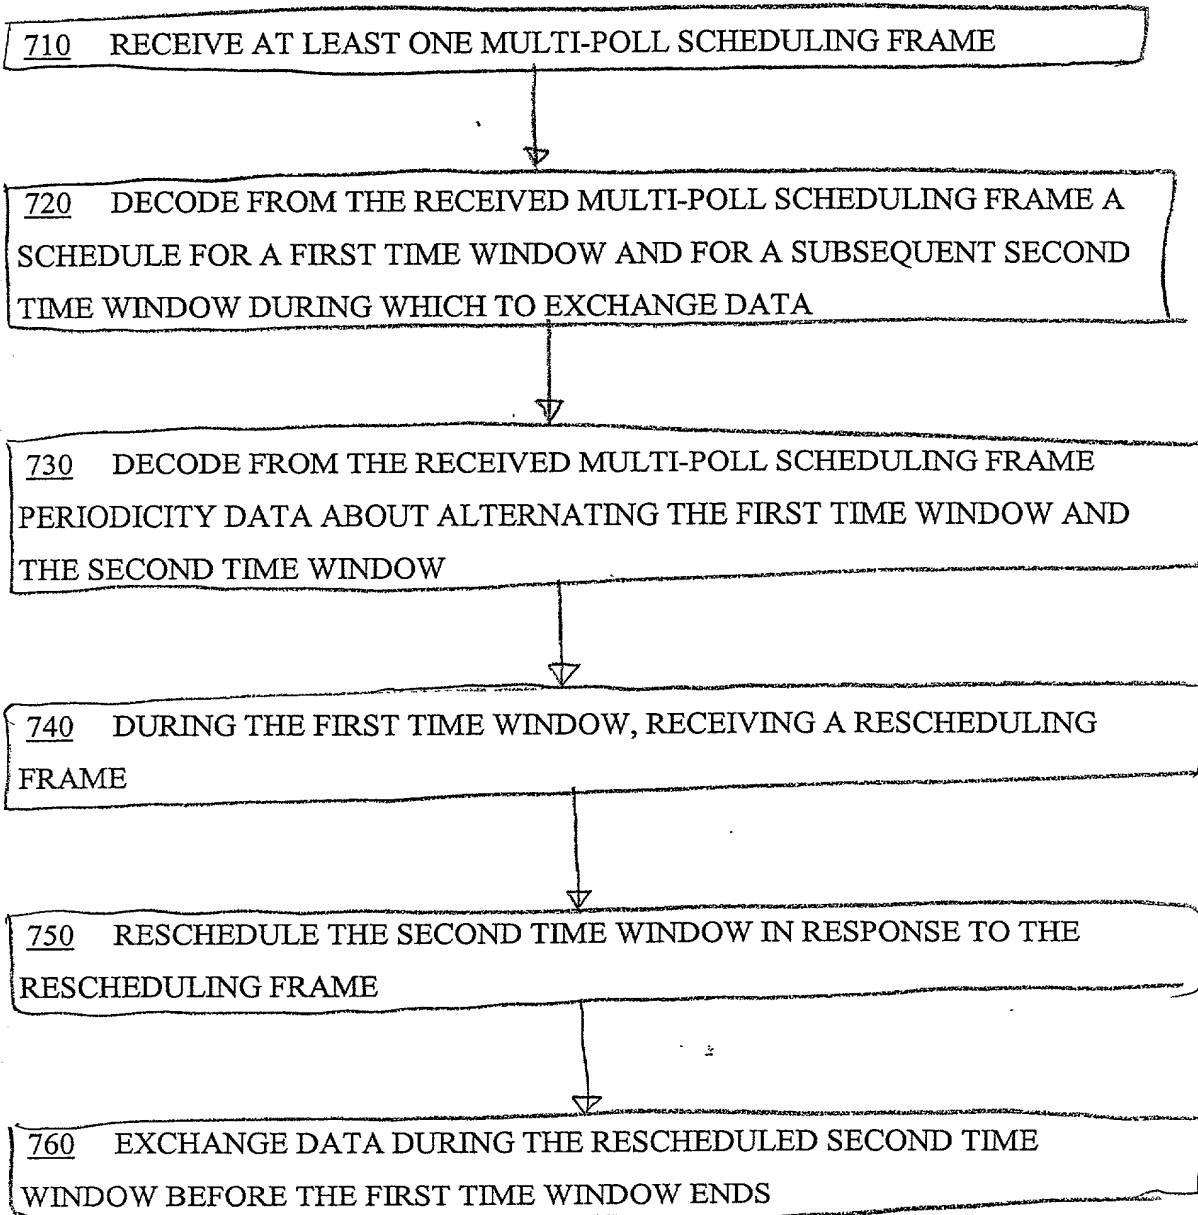 710 RECEIVE AT LEAST ONE MULTI-POLL SCHEDULING FRAME
720 DECODE FROM THE RECEIVED MULTI-POLL SCHEDULING FRAME A
SCHEDULE FOR A FIRST TIME WINDOW AND FOR A SUBSEQUENT SECOND
TIME WINDOW DURING WHICH TO EXCHANGE DATA
730 DECODE FROM THE RECEIVED MULTI-POLL SCHEDULING FRAME
PERIODICITY DATA ABOUT ALTERNATING THE FIRST TIME WINDOW AND
THE SECOND TIME WINDOW
740 DURING THE FIRST TIME WINDOW, RECEIVING A RESCHEDULING
FRAME
750 RESCHEDULE THE SECOND TIME WINDOW IN RESPONSE TO THE
RESCHEDULING FRAME
760 EXCHANGE DATA DURING THE RESCHEDULED SECOND TIME
WINDOW BEFORE THE FIRST TIME WINDOW ENDS